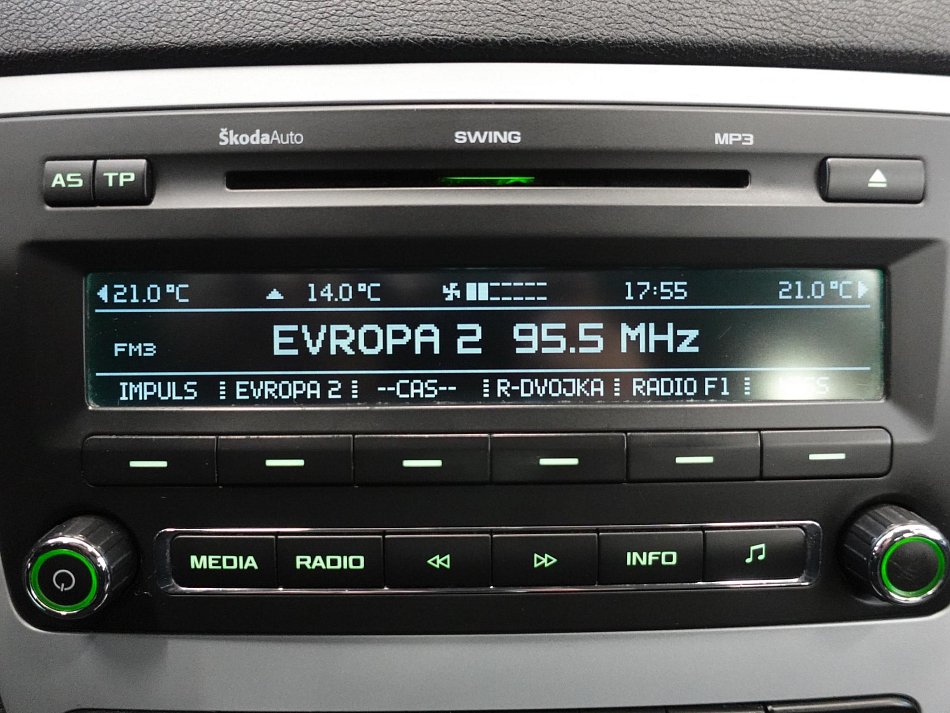 ŠkodaAuto SWING MP3
AS TP
21.0°C 14.0°C 17:55 21.0°C
EVROPA 2 95.5 MHz
FM3
IMPULS EVROPA 2 --CAS-- R-DVOJKA RADIO F1
MEDIA RADIO INFO